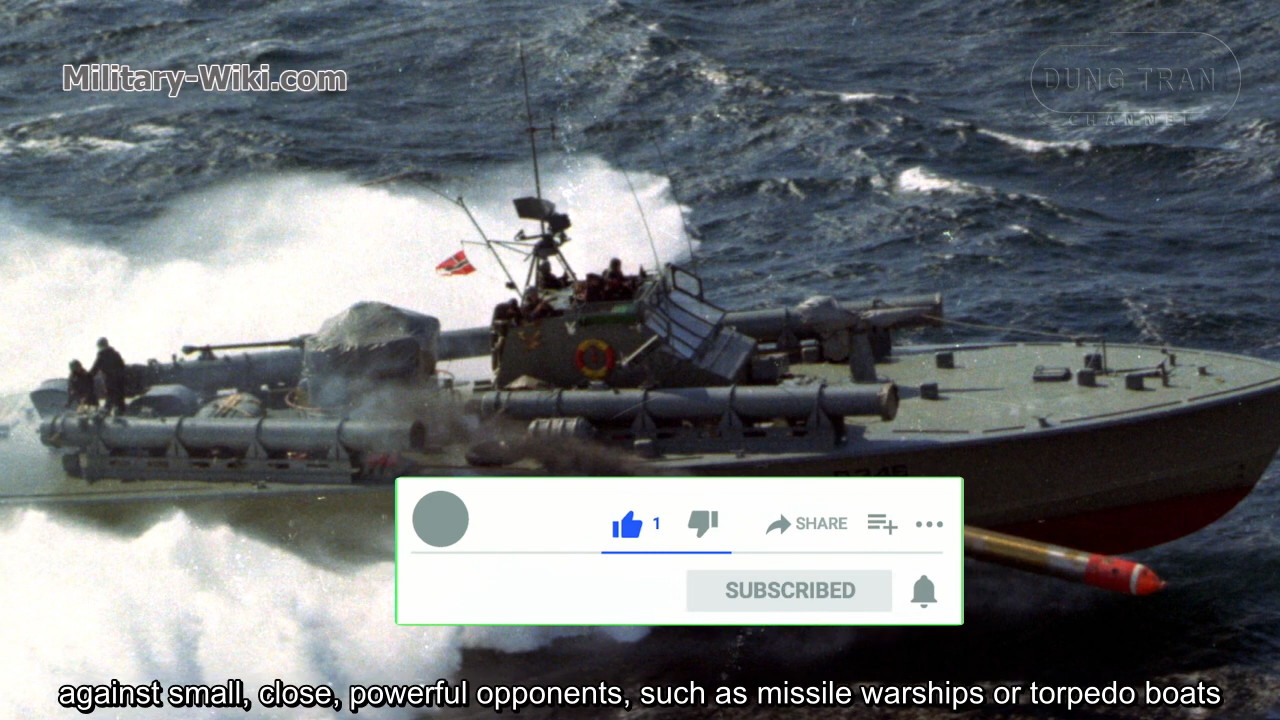 Military-Wiki.com
DUNG TRAN
CHANNEL
1
SHARE
SUBSCRIBED
against small, close, powerful opponents, such as missile warships or torpedo boats